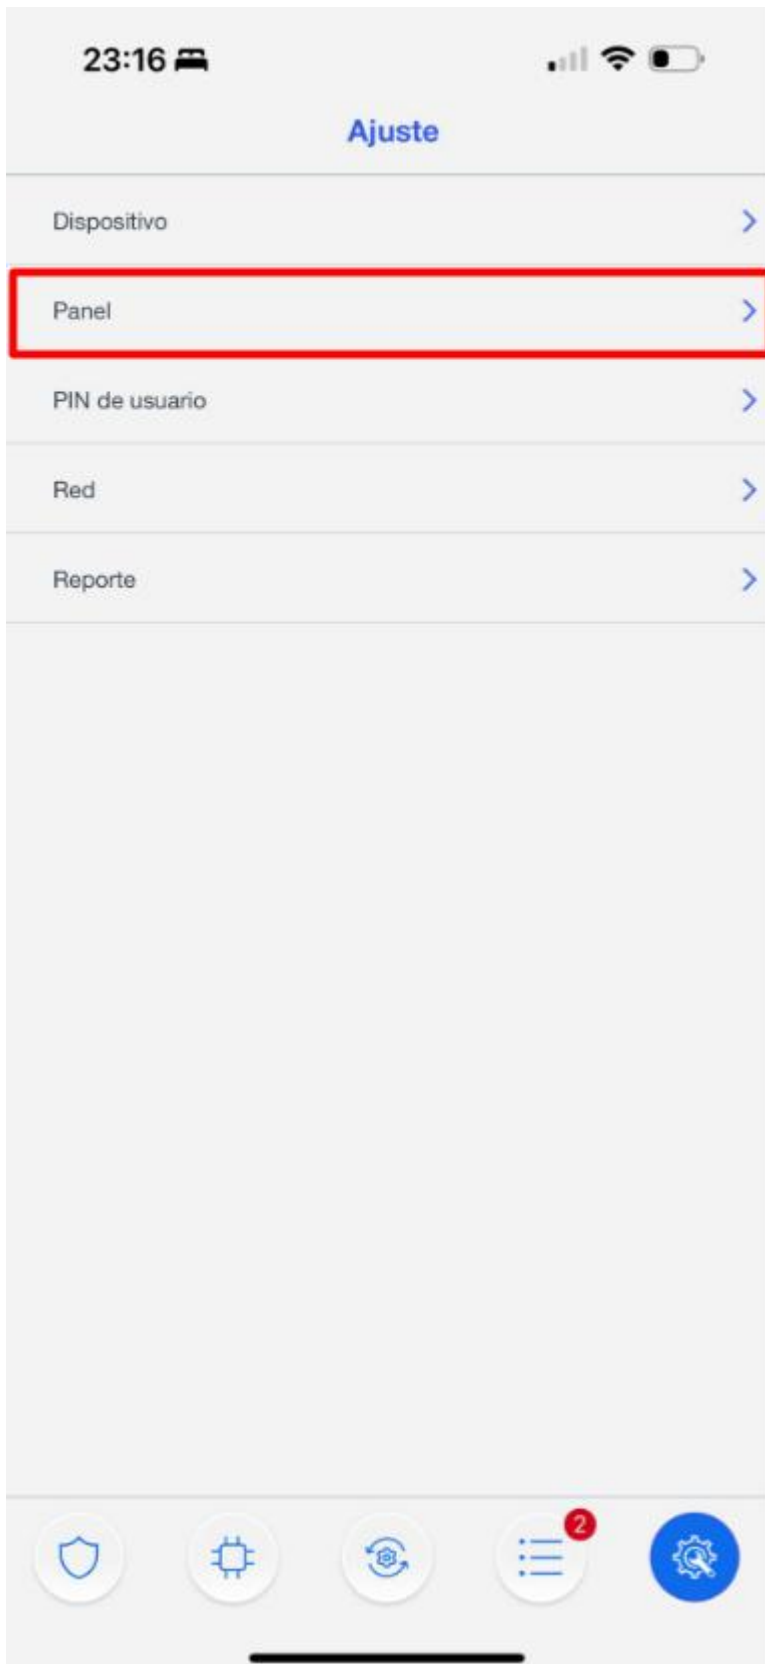 23:16
Ajuste
Dispositivo
Panel
PIN de usuario
Red
Reporte
2